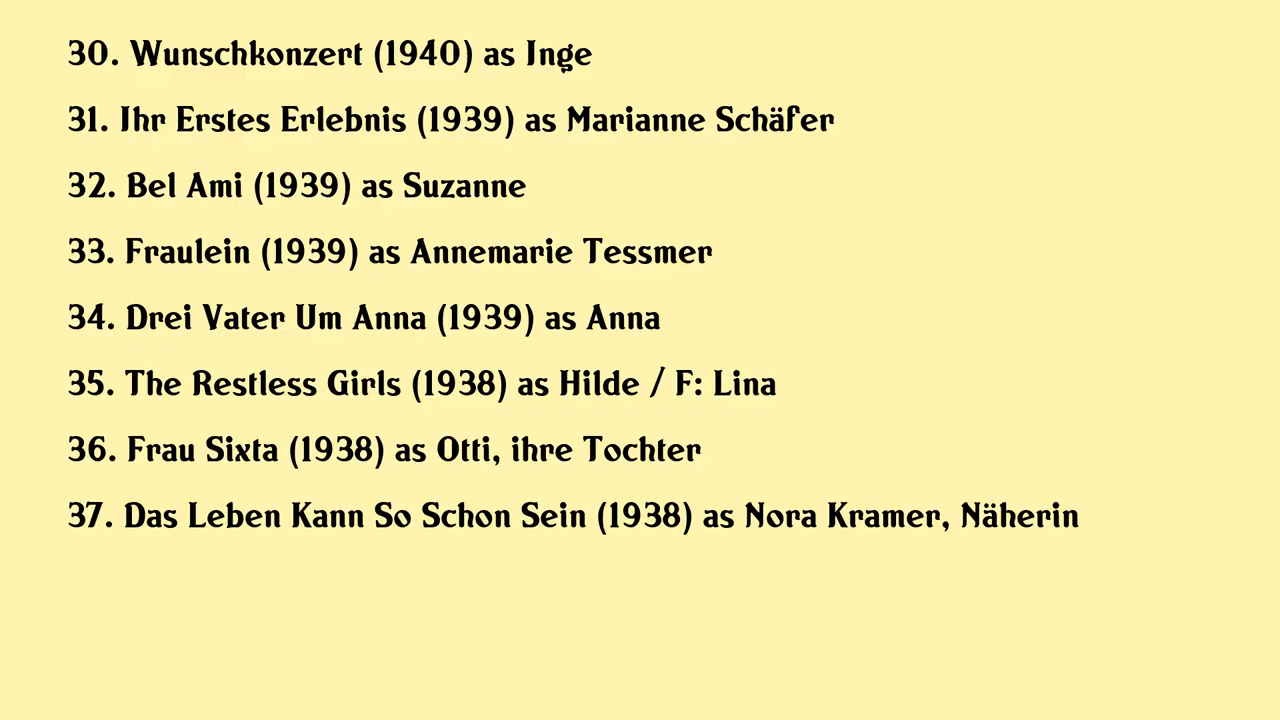 30. Wunschkonzert (1940) as Inge
31. Ihr Erstes Erlebnis (1939) as Marianne Schäfer
32. Bel Ami (1939) as Suzanne
33. Fraulein (1939) as Annemarie Tessmer
34. Drei Vater Um Anna (1939) as Anna
35. The Restless Girls (1938) as Hilde / F: Lina
36. Frau Sixta (1938) as Otti, ihre Tochter
37. Das Leben Kann So Schon Sein (1938) as Nora Kramer, Näherin